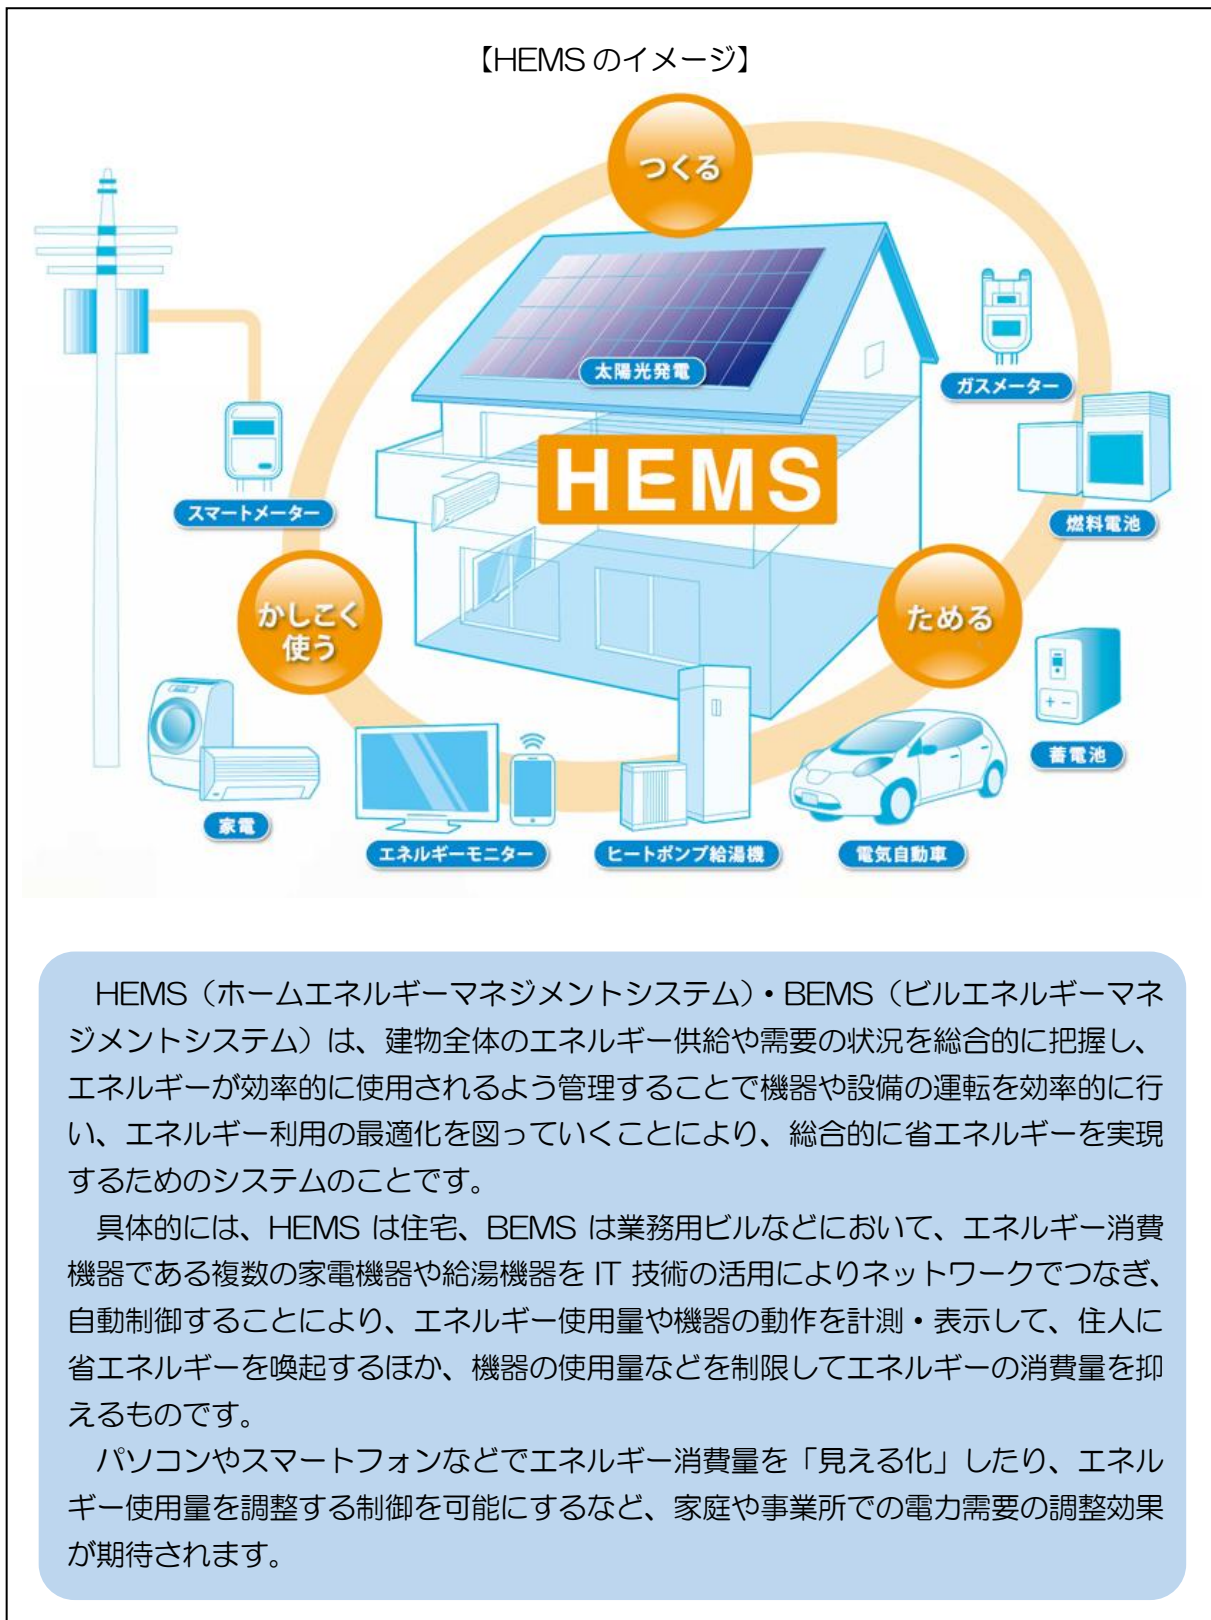 【HEMSのイメージ】
つくる
太陽光発電
ガスメーター
HEMS
スマートメーター
燃料電池
かしこく
使う
ためる
+ −
蓄電池
家電
エネルギーモニター
ヒートポンプ給湯機
電気自動車
HEMS（ホームエネルギーマネジメントシステム）・BEMS（ビルエネルギーマネ
ジメントシステム）は、建物全体のエネルギー供給や需要の状況を総合的に把握し、
エネルギーが効率的に使用されるよう管理することで機器や設備の運転を効率的に行
い、エネルギー利用の最適化を図っていくことにより、総合的に省エネルギーを実現
するためのシステムのことです。
具体的には、HEMS は住宅、BEMS は業務用ビルなどにおいて、エネルギー消費
機器である複数の家電機器や給湯機器を IT 技術の活用によりネットワークでつなぎ、
自動制御することにより、エネルギー使用量や機器の動作を計測・表示して、住人に
省エネルギーを喚起するほか、機器の使用量などを制限してエネルギーの消費量を抑
えるものです。
パソコンやスマートフォンなどでエネルギー消費量を「見える化」したり、エネル
ギー使用量を調整する制御を可能にするなど、家庭や事業所での電力需要の調整効果
が期待されます。